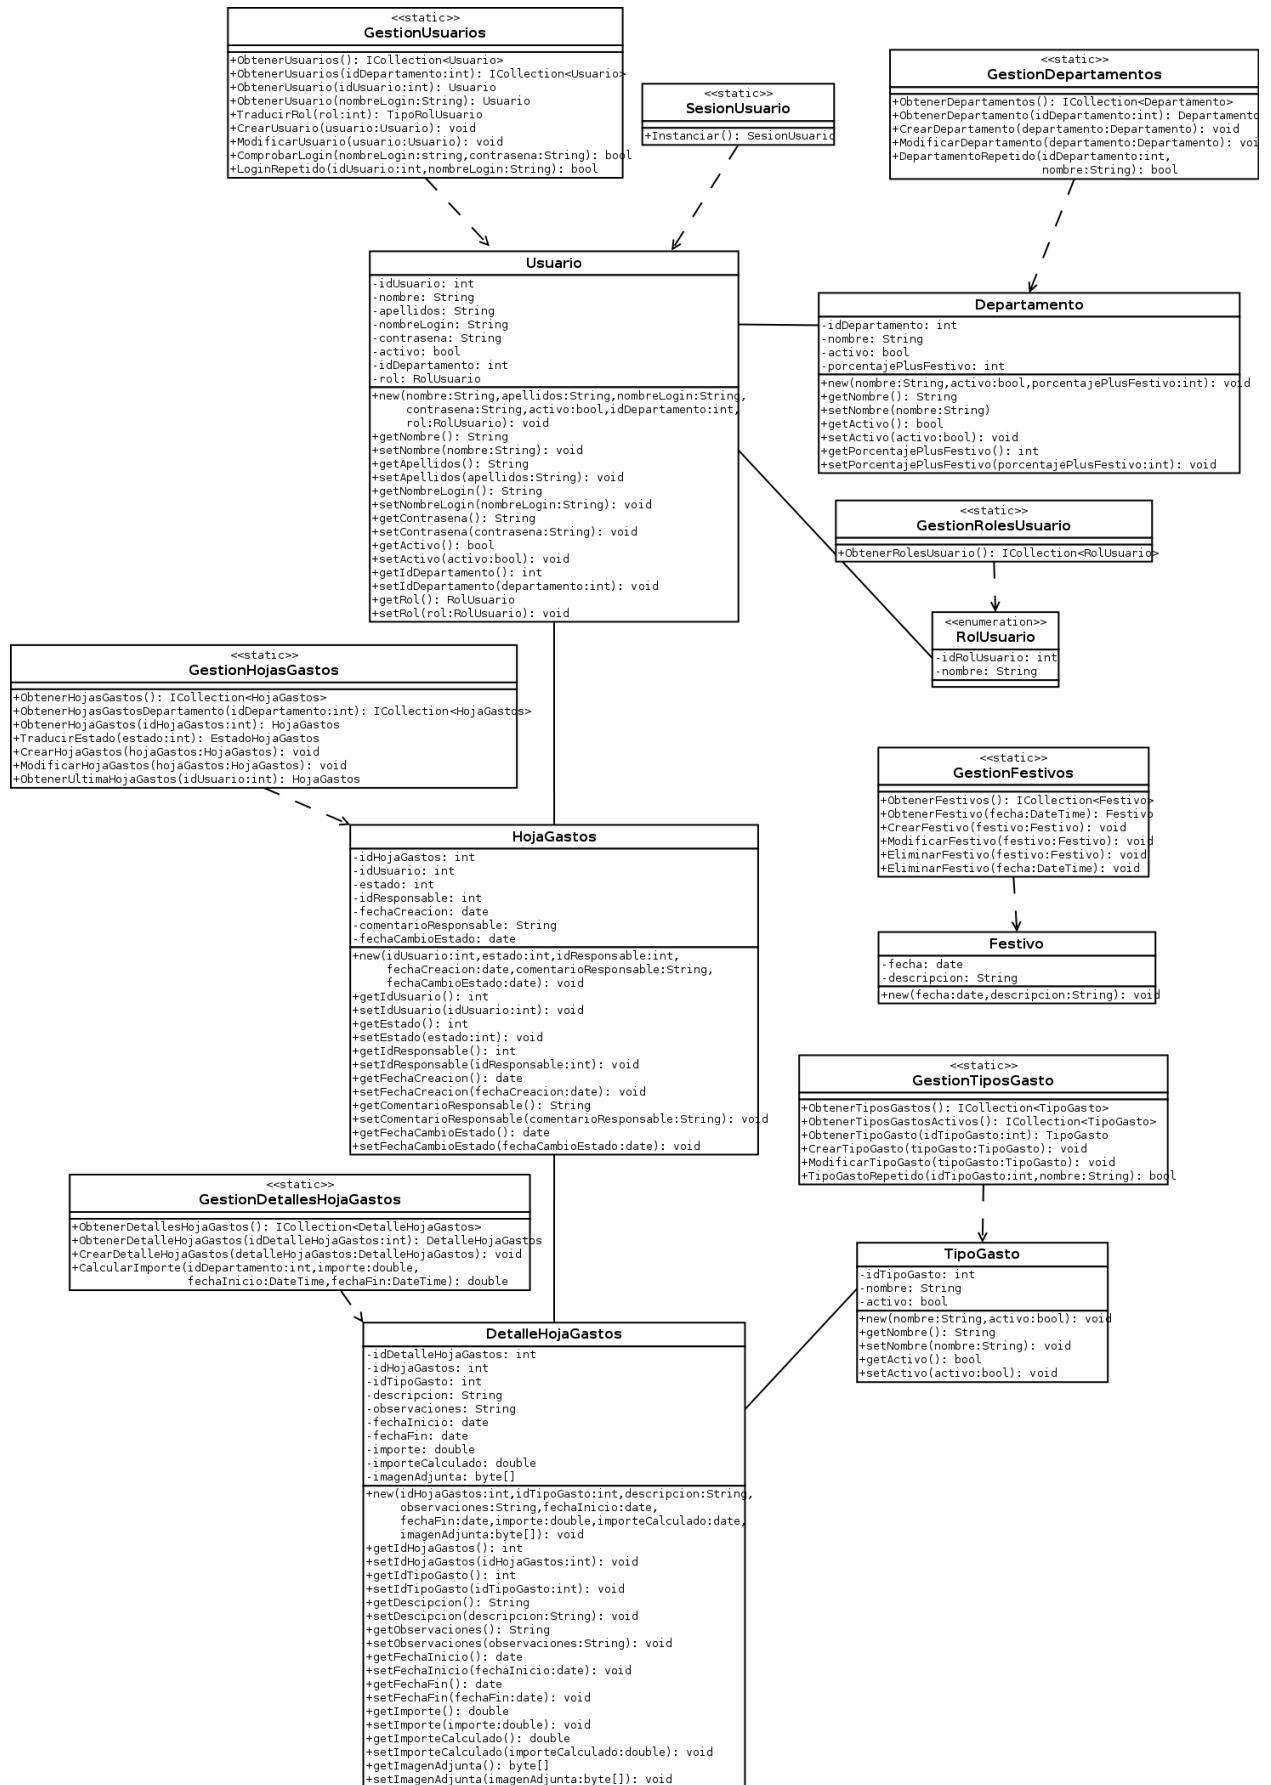 <<static>>
GestionUsuarios
+ObtenerUsuarios(): ICollection<Usuario>
+ObtenerUsuarios(idDepartamento:int): ICollection<Usuario>
+ObtenerUsuario(idUsuario:int): Usuario
+ObtenerUsuario(nombreLogin:String): Usuario
+TraducirRol(rol:int): TipoRolUsuario
+CrearUsuario(usuario:Usuario): void
+ModificarUsuario(usuario:Usuario): void
+ComprobarLogin(nombreLogin:string,contrasena:String): bool
+LoginRepetido(idUsuario:int,nombreLogin:String): bool
<<static>>
SesionUsuario
+Instanciar(): SesionUsuario
<<static>>
GestionDepartamentos
+ObtenerDepartamentos(): ICollection<Departamento>
+ObtenerDepartamento(idDepartamento:int): Departamento
+CrearDepartamento(departamento:Departamento): void
+ModificarDepartamento(departamento:Departamento): voi
+DepartamentoRepetido(idDepartamento:int,
nombre:String): bool
Usuario
-idUsuario: int
-nombre: String
-apellidos: String
-nombreLogin: String
-contrasena: String
-activo: bool
-idDepartamento: int
-rol: RolUsuario
+new(nombre:String,apellidos:String,nombreLogin:String,
contrasena:String,activo:bool,idDepartamento:int,
rol:RolUsuario): void
+getNombre(): String
+setNombre(nombre:String): void
+getApellidos(): String
+setApellidos(apellidos:String): void
+getNombreLogin(): String
+setNombreLogin(nombreLogin:String): void
+getContrasena(): String
+setContrasena(contrasena:String): void
+getActivo(): bool
+setActivo(activo:bool): void
+getIdDepartamento(): int
+setIdDepartamento(departamento:int): void
+getRol(): RolUsuario
+setRol(rol:RolUsuario): void
Departamento
-idDepartamento: int
-nombre: String
-activo: bool
-porcentajePlusFestivo: int
+new(nombre:String,activo:bool,porcentajePlusFestivo:int): void
+getNombre(): String
+setNombre(nombre:String)
+getActivo(): bool
+setActivo(activo:bool): void
+getPorcentajePlusFestivo(): int
+setPorcentajePlusFestivo(porcentajePlusFestivo:int): void
<<static>>
GestionRolesUsuario
+ObtenerRolesUsuario(): ICollection<RolUsuario>
<<enumeration>>
RolUsuario
-idRolUsuario: int
-nombre: String
<<static>>
GestionHojasGastos
+ObtenerHojasGastos(): ICollection<HojaGastos>
+ObtenerHojasGastosDepartamento(idDepartamento:int): ICollection<HojaGastos>
+ObtenerHojaGastos(idHojaGastos:int): HojaGastos
+TraducirEstado(estado:int): EstadoHojaGastos
+CrearHojaGastos(hojaGastos:HojaGastos): void
+ModificarHojaGastos(hojaGastos:HojaGastos): void
+ObtenerUltimaHojaGastos(idUsuario:int): HojaGastos
<<static>>
GestionFestivos
+ObtenerFestivos(): ICollection<Festivo>
+ObtenerFestivo(fecha:DateTime): Festivo
+CrearFestivo(festivo:Festivo): void
+ModificarFestivo(festivo:Festivo): void
+EliminarFestivo(festivo:Festivo): void
+EliminarFestivo(fecha:DateTime): void
HojaGastos
-idHojaGastos: int
-idUsuario: int
-estado: int
-idResponsable: int
-fechaCreacion: date
-comentarioResponsable: String
-fechaCambioEstado: date
+new(idUsuario:int,estado:int,idResponsable:int,
fechaCreacion:date,comentarioResponsable:String,
fechaCambioEstado:date): void
+getIdUsuario(): int
+setIdUsuario(idUsuario:int): void
+getEstado(): int
+setEstado(estado:int): void
+getIdResponsable(): int
+setIdResponsable(idResponsable:int): void
+getFechaCreacion(): date
+setFechaCreacion(fechaCreacion:date): void
+getComentarioResponsable(): String
+setComentarioResponsable(comentarioResponsable:String): void
+getFechaCambioEstado(): date
+setFechaCambioEstado(fechaCambioEstado:date): void
Festivo
-fecha: date
-descripcion: String
+new(fecha:date,descripcion:String): void
<<static>>
GestionTiposGasto
+ObtenerTiposGastos(): ICollection<TipoGasto>
+ObtenerTiposGastosActivos(): ICollection<TipoGasto>
+ObtenerTipoGasto(idTipoGasto:int): TipoGasto
+CrearTipoGasto(tipoGasto:TipoGasto): void
+ModificarTipoGasto(tipoGasto:TipoGasto): void
+TipoGastoRepetido(idTipoGasto:int,nombre:String): bool
<<static>>
GestionDetallesHojaGastos
+ObtenerDetallesHojaGastos(): ICollection<DetalleHojaGastos>
+ObtenerDetalleHojaGastos(idDetalleHojaGastos:int): DetalleHojaGastos
+CrearDetalleHojaGastos(detalleHojaGastos:DetalleHojaGastos): void
+CalcularImporte(idDepartamento:int,importe:double,
fechaInicio:DateTime,fechaFin:DateTime): double
TipoGasto
-idTipoGasto: int
-nombre: String
-activo: bool
+new(nombre:String,activo:bool): void
+getNombre(): String
+setNombre(nombre:String): void
+getActivo(): bool
+setActivo(activo:bool): void
DetalleHojaGastos
-idDetalleHojaGastos: int
-idHojaGastos: int
-idTipoGasto: int
-descripcion: String
-observaciones: String
-fechaInicio: date
-fechaFin: date
-importe: double
-importeCalculado: double
-imagenAdjunta: byte[]
+new(idHojaGastos:int,idTipoGasto:int,descripcion:String,
observaciones:String,fechaInicio:date,
fechaFin:date,importe:double,importeCalculado:date,
imagenAdjunta:byte[]): void
+getIdHojaGastos(): int
+setIdHojaGastos(idHojaGastos:int): void
+getIdTipoGasto(): int
+setIdTipoGasto(idTipoGasto:int): void
+getDescipcion(): String
+setDescipcion(descripcion:String): void
+getObservaciones(): String
+setObservaciones(observaciones:String): void
+getFechaInicio(): date
+setFechaInicio(fechaInicio:date): void
+getFechaFin(): date
+setFechaFin(fechaFin:date): void
+getImporte(): double
+setImporte(importe:double): void
+getImporteCalculado(): double
+setImporteCalculado(importeCalculado:double): void
+getImagenAdjunta(): byte[]
+setImagenAdjunta(imagenAdjunta:byte[]): void